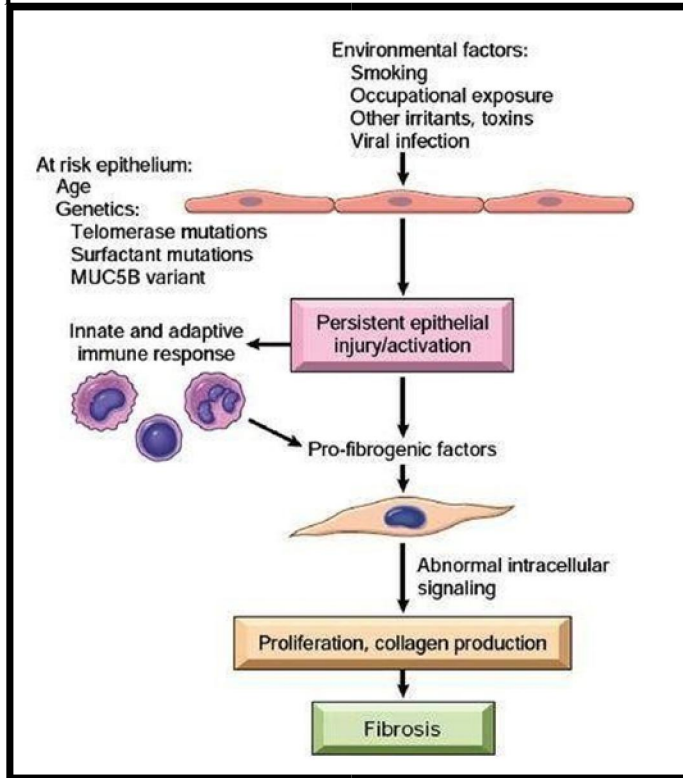 Environmental factors:
Smoking
Occupational exposure
Other irritants, toxins
Viral infection
At risk epithelium:
Age
Genetics:
Telomerase mutations
Surfactant mutations
MUC5B variant
Persistent epithelial
injury/activation
Innate and adaptive
immune response
Pro-fibrogenic factors
Abnormal intracellular
signaling
Proliferation, collagen production
Fibrosis